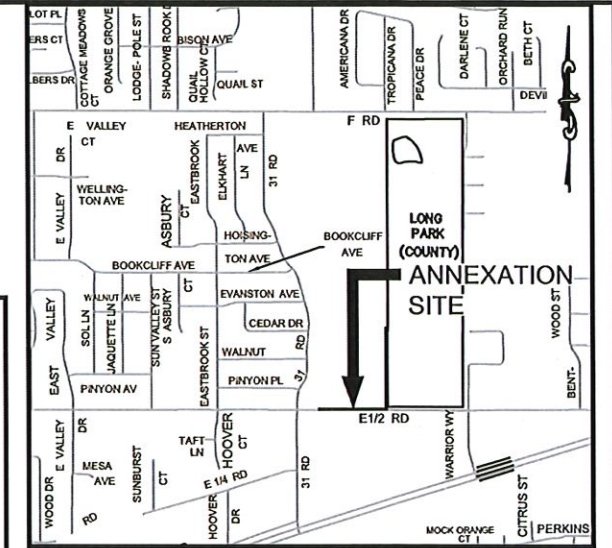 LOT PL
ERS CT
BERS DR
COTTAGE MEADOWS
CT
ORANGE GROVE
LODGE- POLE ST
SHADOWBROOK
BISON AVE
QUAIL
HOLLOW CT
QUAIL ST
AMERICANA DR
TROPICANA DR
PEACE DR
DARLENE CT
ORCHARD RUN
BETH CT
DEVIL
F RD
E VALLEY
CT
HEATHERTON
AVE
DR
E VALLEY
WELLING-
TON AVE
ASBURY
CT
EASTBROOK
ELKHART
LN
31 RD
HOISING-
TON AVE
BOOKCLIFF
AVE
LONG
PARK
(COUNTY)
ANNEXATION
SITE
BOOKCLIFF AVE
CT
EVANSTON AVE
CEDAR DR
WALNUT
PINYON PL
RD
31
WALNUT AVE
SOL LN
JAQUETTE LN
SUN VALLEY ST
S ASBURY
EASTBROOK ST
EAST
VALLEY
PINYON AV
WOOD ST
BENT-
E1/2 RD
DR
E VALLEY
MESA
AVE
WOOD DR
RD
SUNBURST
CT
TAFT
LN
HOOVER
CT
E 1/4 RD
HOOVER
DR
31 RD
WARRIOR WY
CITRUS ST
MOCK ORANGE
CT
PERKINS